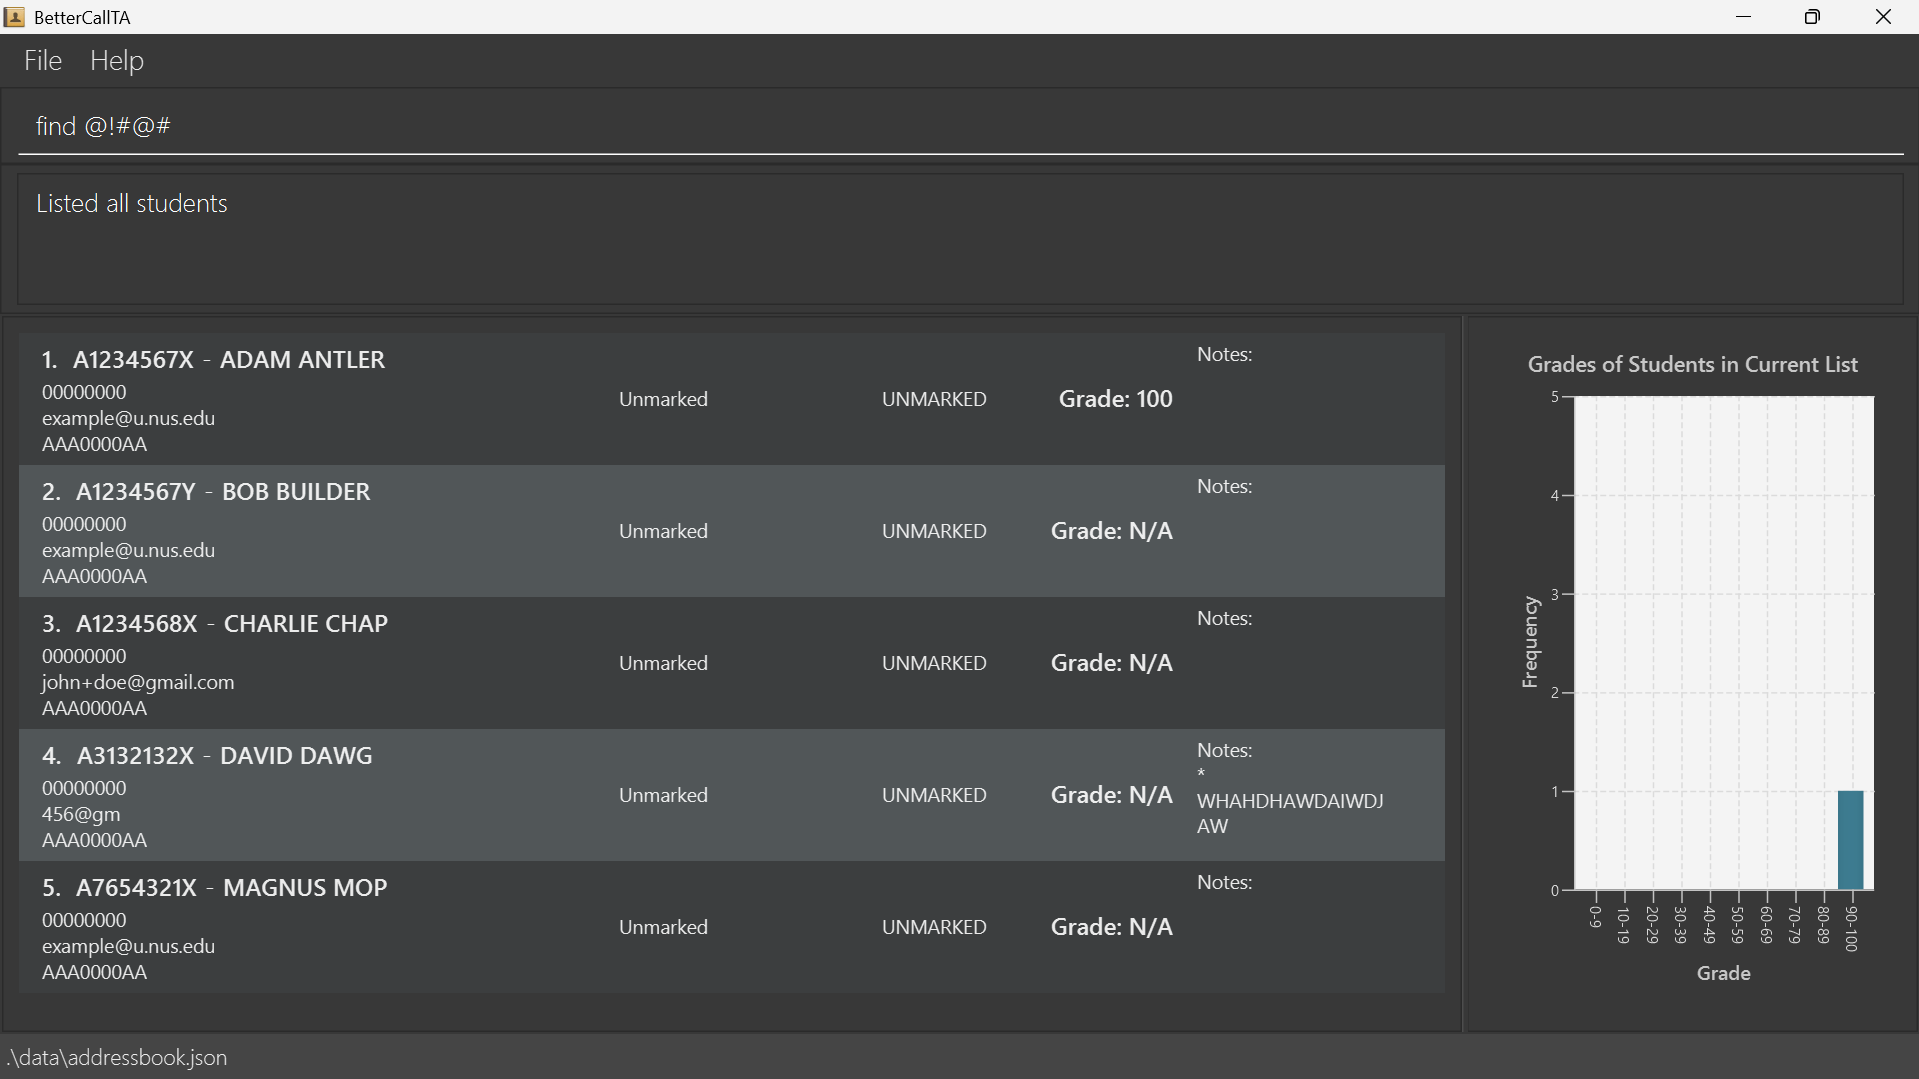 BetterCallTA
File Help
find @!#@#
Listed all students
1. A1234567X - ADAM ANTLER
00000000
example@u.nus.edu
AAA0000AA
Unmarked
UNMARKED
Grade: 100
Notes:
2. A1234567Y - BOB BUILDER
00000000
example@u.nus.edu
AAA0000AA
Unmarked
UNMARKED
Grade: N/A
Notes:
3. A1234568X - CHARLIE CHAP
00000000
john+doe@gmail.com
AAA0000AA
Unmarked
UNMARKED
Grade: N/A
Notes:
4. A3132132X - DAVID DAWG
00000000
456@gm
AAA0000AA
Unmarked
UNMARKED
Grade: N/A
Notes:
*
WHAHDHAWDAIWDJ
AW
5. A7654321X - MAGNUS MOP
00000000
example@u.nus.edu
AAA0000AA
Unmarked
UNMARKED
Grade: N/A
Notes:
Grades of Students in Current List
Frequency
5
4
3
2
1
0
0-9
10-19
20-29
30-39
40-49
50-59
60-69
70-79
80-89
90-100
Grade
.\data\addressbook.json